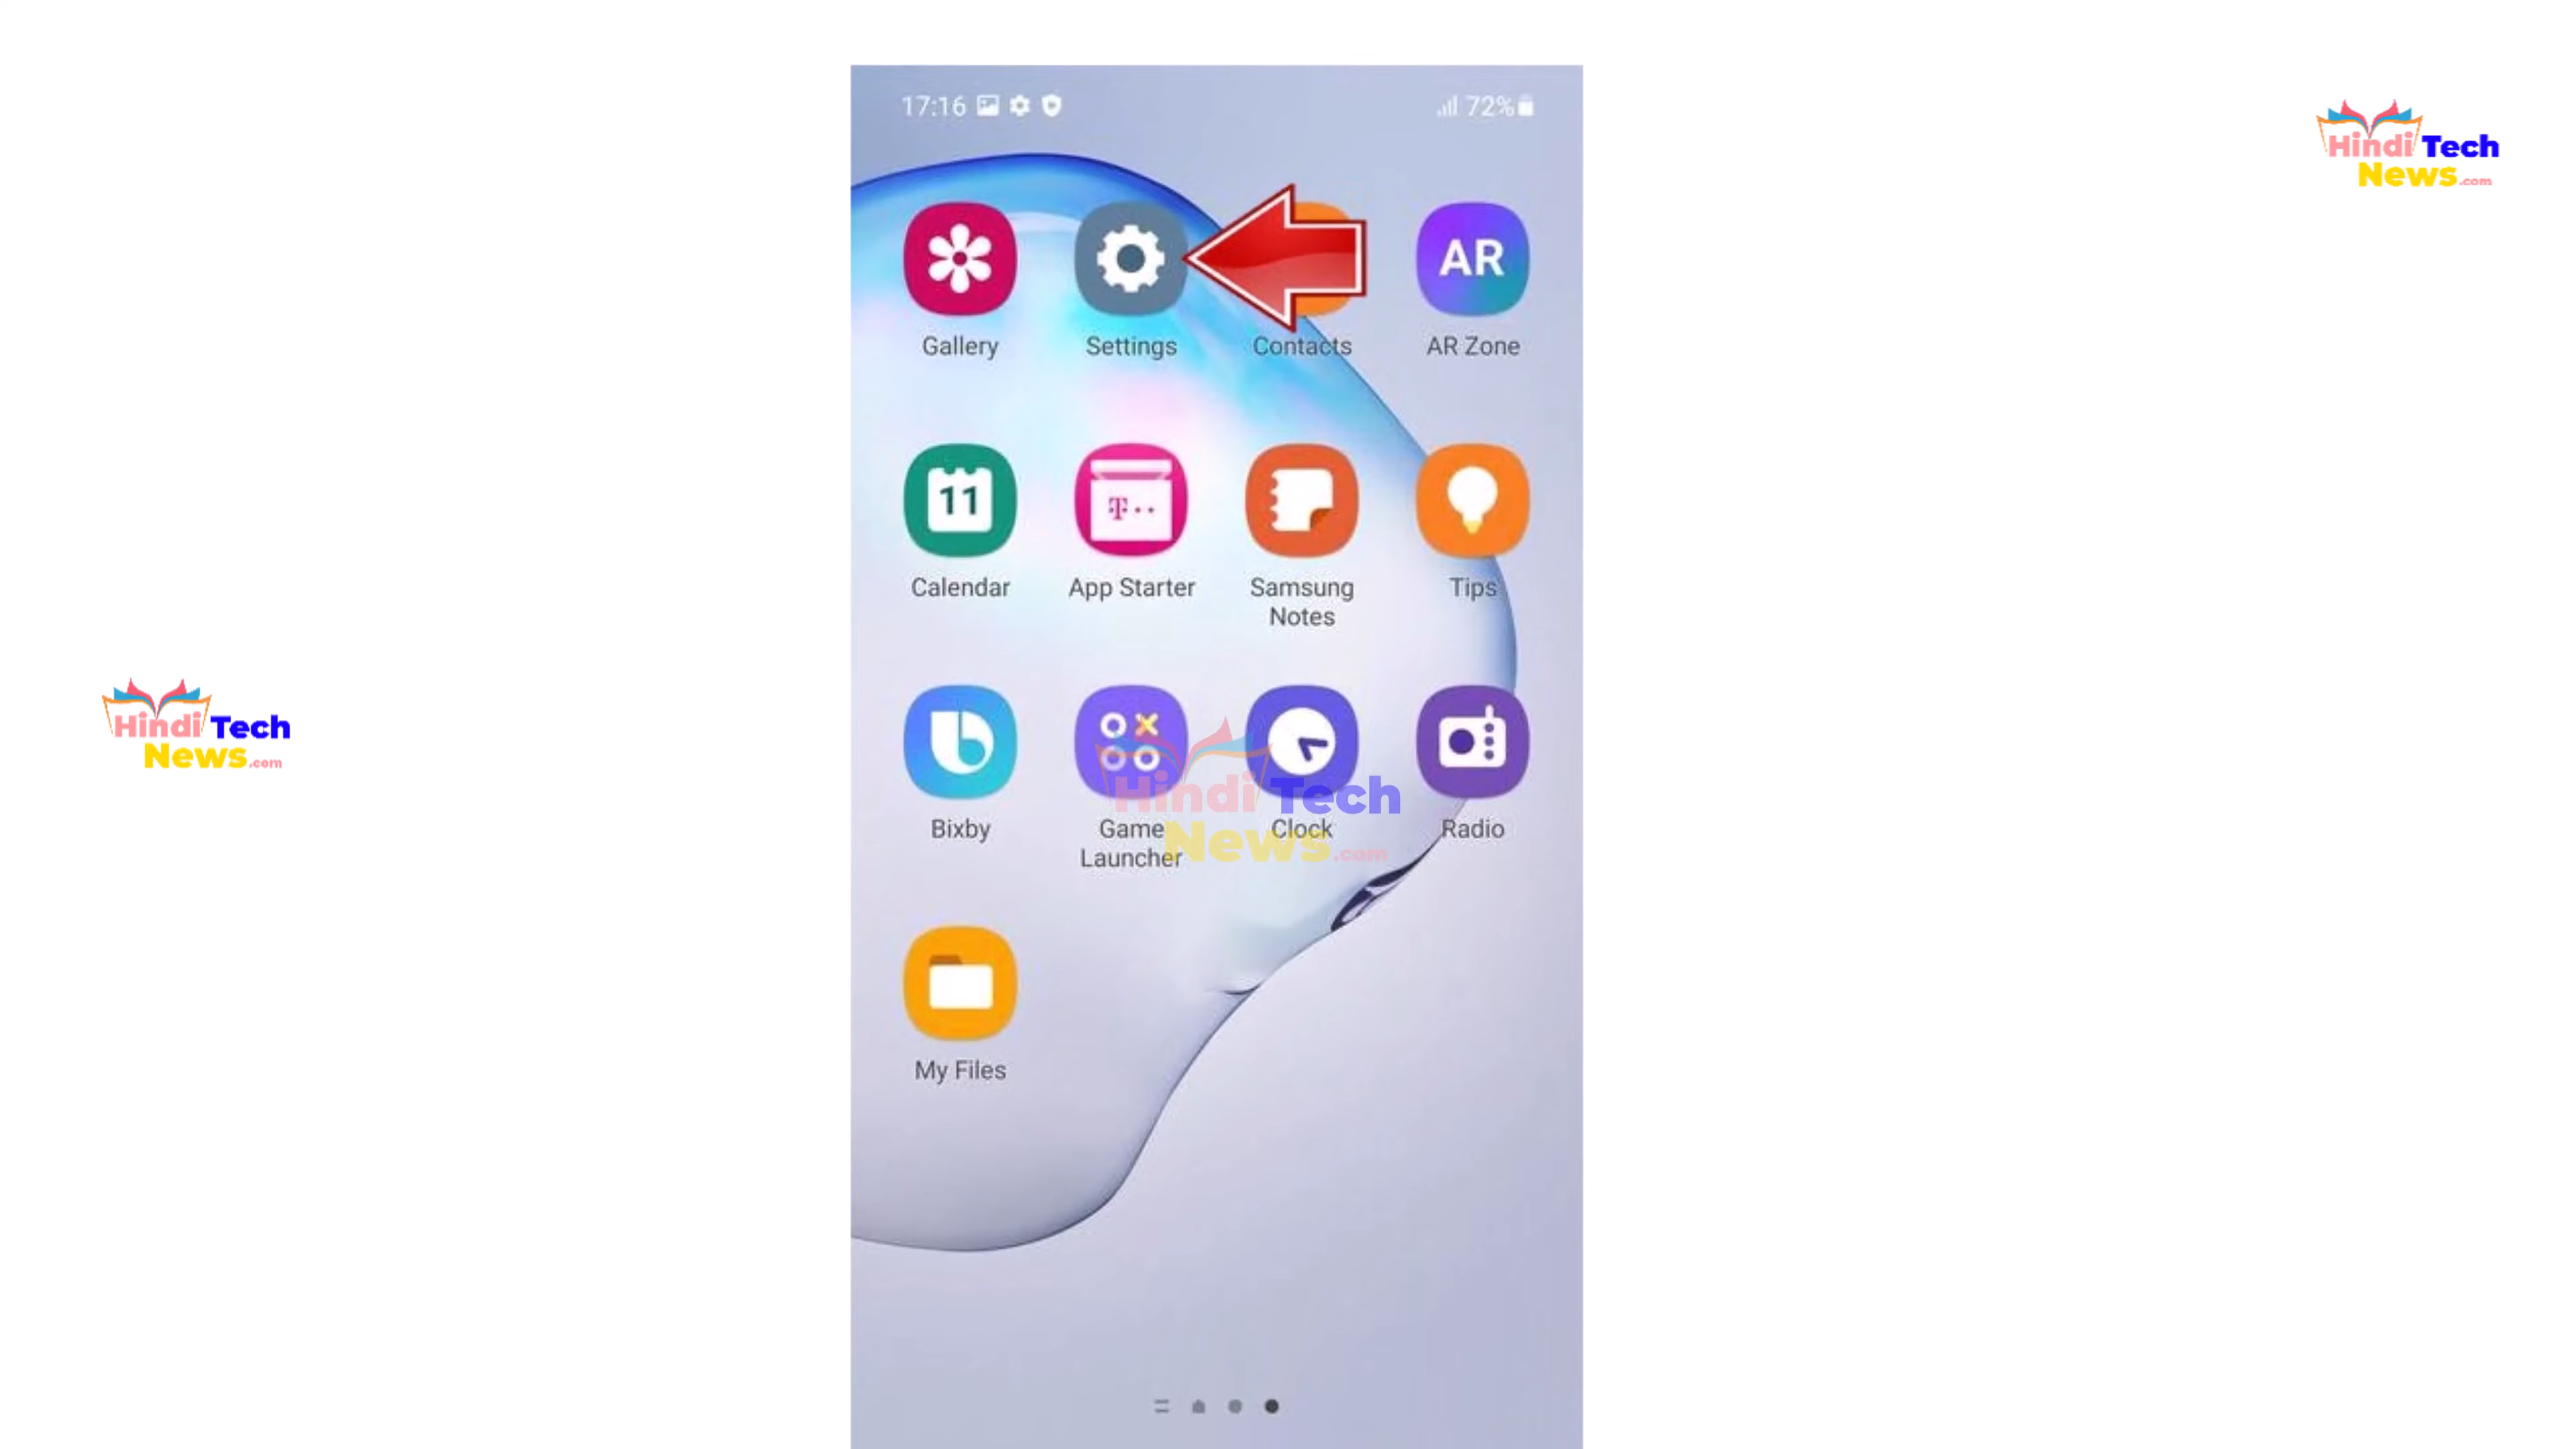 17:16
72%
Hindi Tech
News.com
AR
Gallery
Settings
Contacts
AR Zone
11
T
Calendar
App Starter
Samsung
Notes
Tips
Hindi Tech
News.com
Bixby
Game
Launcher
Clock
Radio
Hindi Tech
News.com
My Files